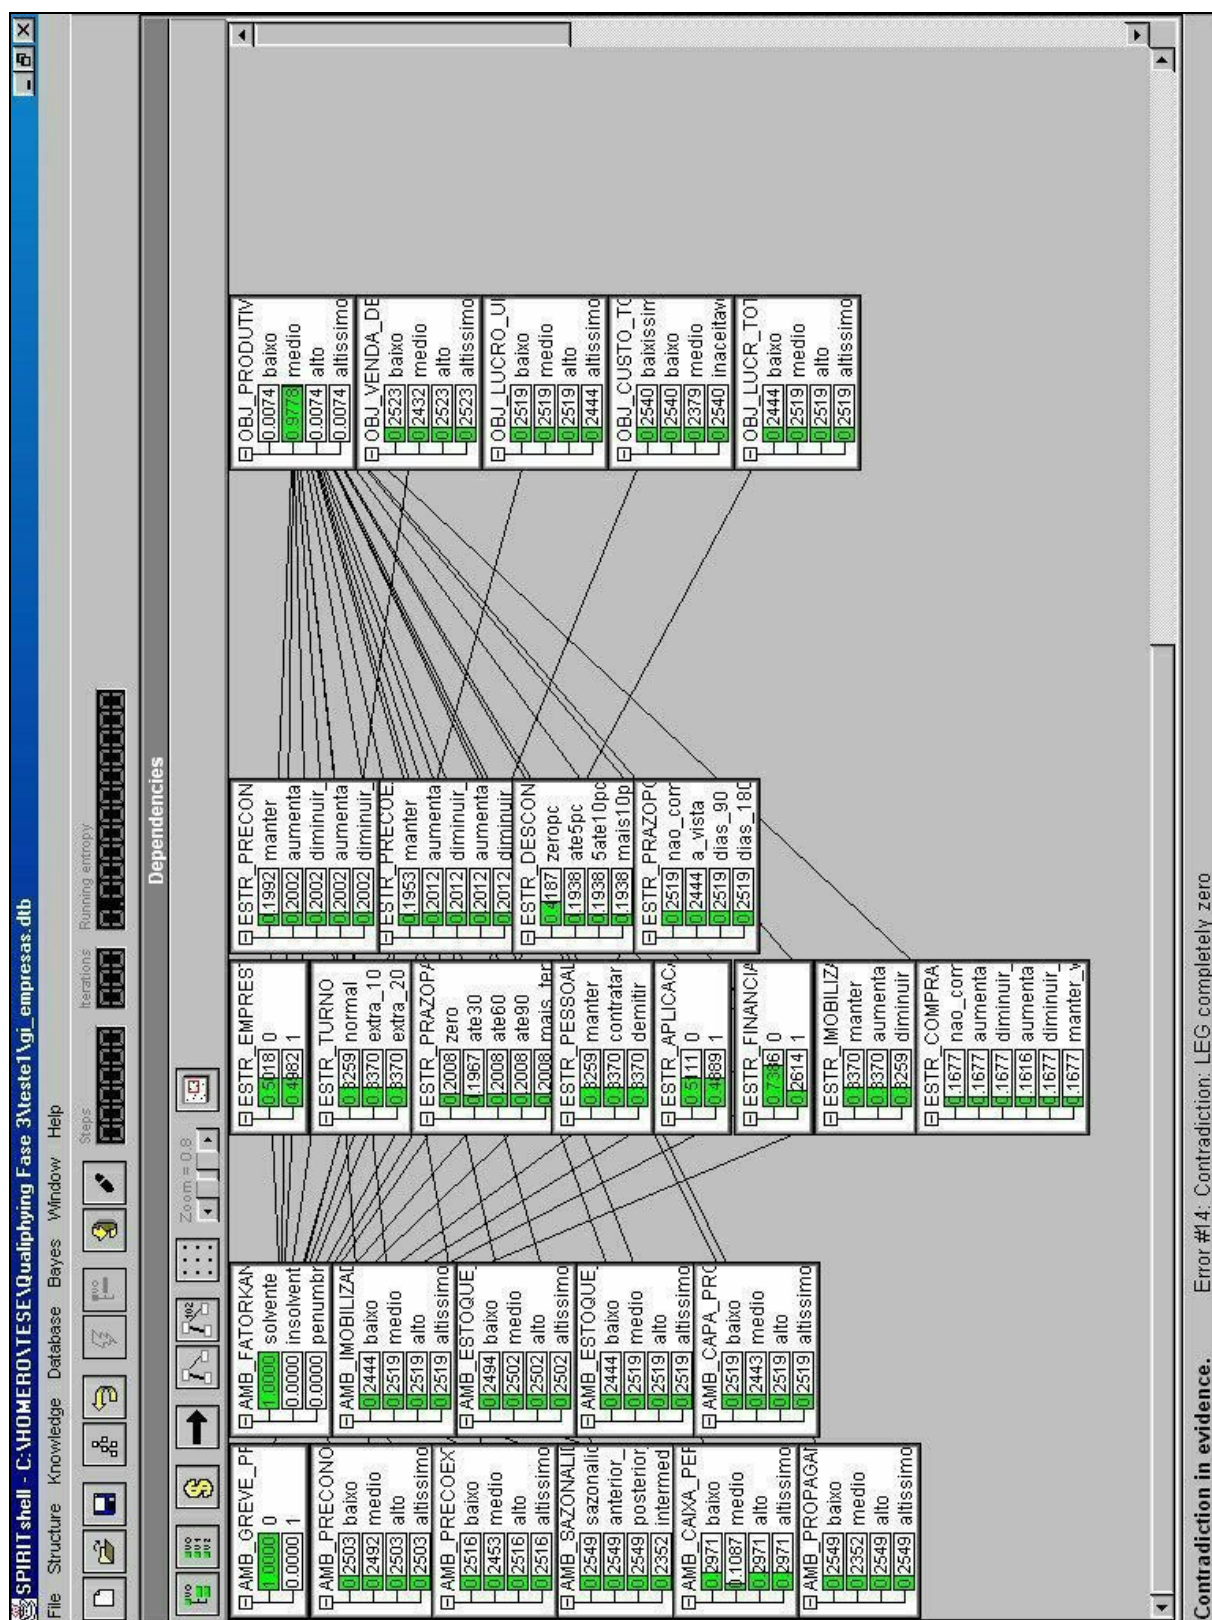 SPIRIT shell - C:\HOMERO\TESE\Qualiphying Fase 3\teste1\gi_empresas.dtb
File Structure Knowledge Database Bayes Window Help
Steps
Iterations
Running entropy
Dependencies
Zoom = 0.8
AMB_GREVE_PR
1.0000 0
0.0000 1
AMB_PRECONO
0.2503 baixo
0.2492 medio
0.2503 alto
0.2503 altissimo
AMB_PRECOEX
0.2516 baixo
0.2453 medio
0.2516 alto
0.2516 altissimo
AMB_SAZONALID
0.2549 sazonalid
0.2549 anterior_
0.2549 posterior_
0.2352 intermed
AMB_CAIXA_PER
0.2971 baixo
0.1087 medio
0.2971 alto
0.2971 altissimo
AMB_PROPAGAN
0.2549 baixo
0.2352 medio
0.2549 alto
0.2549 altissimo
AMB_FATORKAN
1.0000 solvente
0.0000 insolvent
0.0000 penumbr
AMB_IMOBILIZAD
0.2444 baixo
0.2519 medio
0.2519 alto
0.2519 altissimo
AMB_ESTOQUE_
0.2494 baixo
0.2502 medio
0.2502 alto
0.2502 altissimo
AMB_ESTOQUE_
0.2444 baixo
0.2519 medio
0.2519 alto
0.2519 altissimo
AMB_CAPA_PRO
0.2519 baixo
0.2443 medio
0.2519 alto
0.2519 altissimo
ESTR_EMPREST
0.5018 0
0.4982 1
ESTR_TURNO
0.3259 normal
0.3370 extra_10
0.3370 extra_20
ESTR_PRAZOPA
0.2008 zero
0.1967 ate30
0.2008 ate60
0.2008 ate90
0.2008 mais_ter
ESTR_PESSOAL
0.3259 manter
0.3370 contratar
0.3370 demitir
ESTR_APLICACA
0.5111 0
0.4889 1
ESTR_FINANCIA
0.7386 0
0.2614 1
ESTR_IMOBILIZA
0.3370 manter
0.3370 aumenta
0.3259 diminuir
ESTR_COMPRA
0.1677 nao_com
0.1677 aumenta
0.1677 diminuir_
0.1616 aumenta
0.1677 diminuir_
0.1677 manter_v
ESTR_PRECON
0.1992 manter
0.2002 aumenta
0.2002 diminuir_
0.2002 aumenta
0.2002 diminuir_
ESTR_PRECOE
0.1953 manter
0.2012 aumenta
0.2012 diminuir_
0.2012 aumenta
0.2012 diminuir_
ESTR_DESCON
0.4187 zeropc
0.1938 ate5pc
0.1938 5ate10pc
0.1938 mais10p
ESTR_PRAZOPO
0.2519 nao_com
0.2444 a_vista
0.2519 dias_90
0.2519 dias_180
OBJ_PRODUTIV
0.0074 baixo
0.9778 medio
0.0074 alto
0.0074 altissimo
OBJ_VENDA_DE
0.2523 baixo
0.2432 medio
0.2523 alto
0.2523 altissimo
OBJ_LUCRO_UI
0.2519 baixo
0.2519 medio
0.2519 alto
0.2444 altissimo
OBJ_CUSTO_TO
0.2540 baixissim
0.2540 baixo
0.2379 medio
0.2540 inaceitav
OBJ_LUCR_TOT
0.2444 baixo
0.2519 medio
0.2519 alto
0.2519 altissimo
Contradiction in evidence. Error #14: Contradiction: LEG completely zero